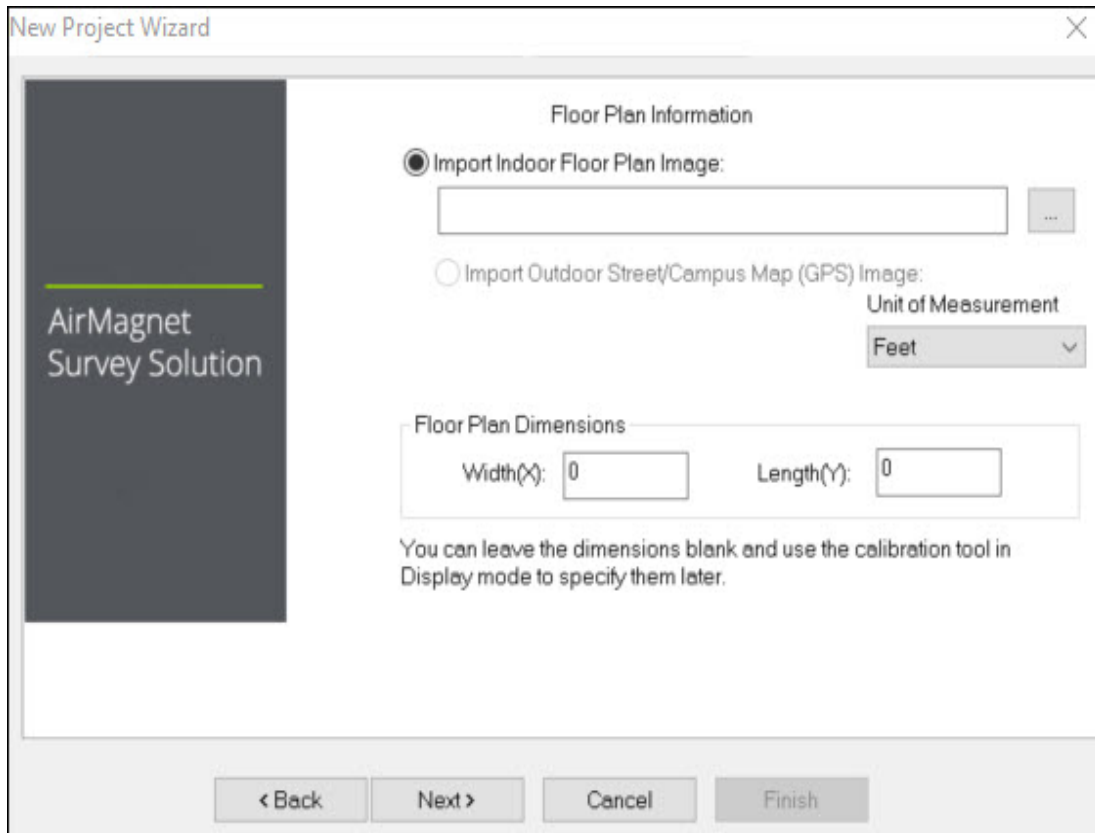 New Project Wizard
Floor Plan Information
Import Indoor Floor Plan Image:
...
Import Outdoor Street/Campus Map (GPS) Image:
Unit of Measurement
Feet
AirMagnet
Survey Solution
Floor Plan Dimensions
Width(X): 0 Length(Y): 0
You can leave the dimensions blank and use the calibration tool in
Display mode to specify them later.
< Back Next > Cancel Finish